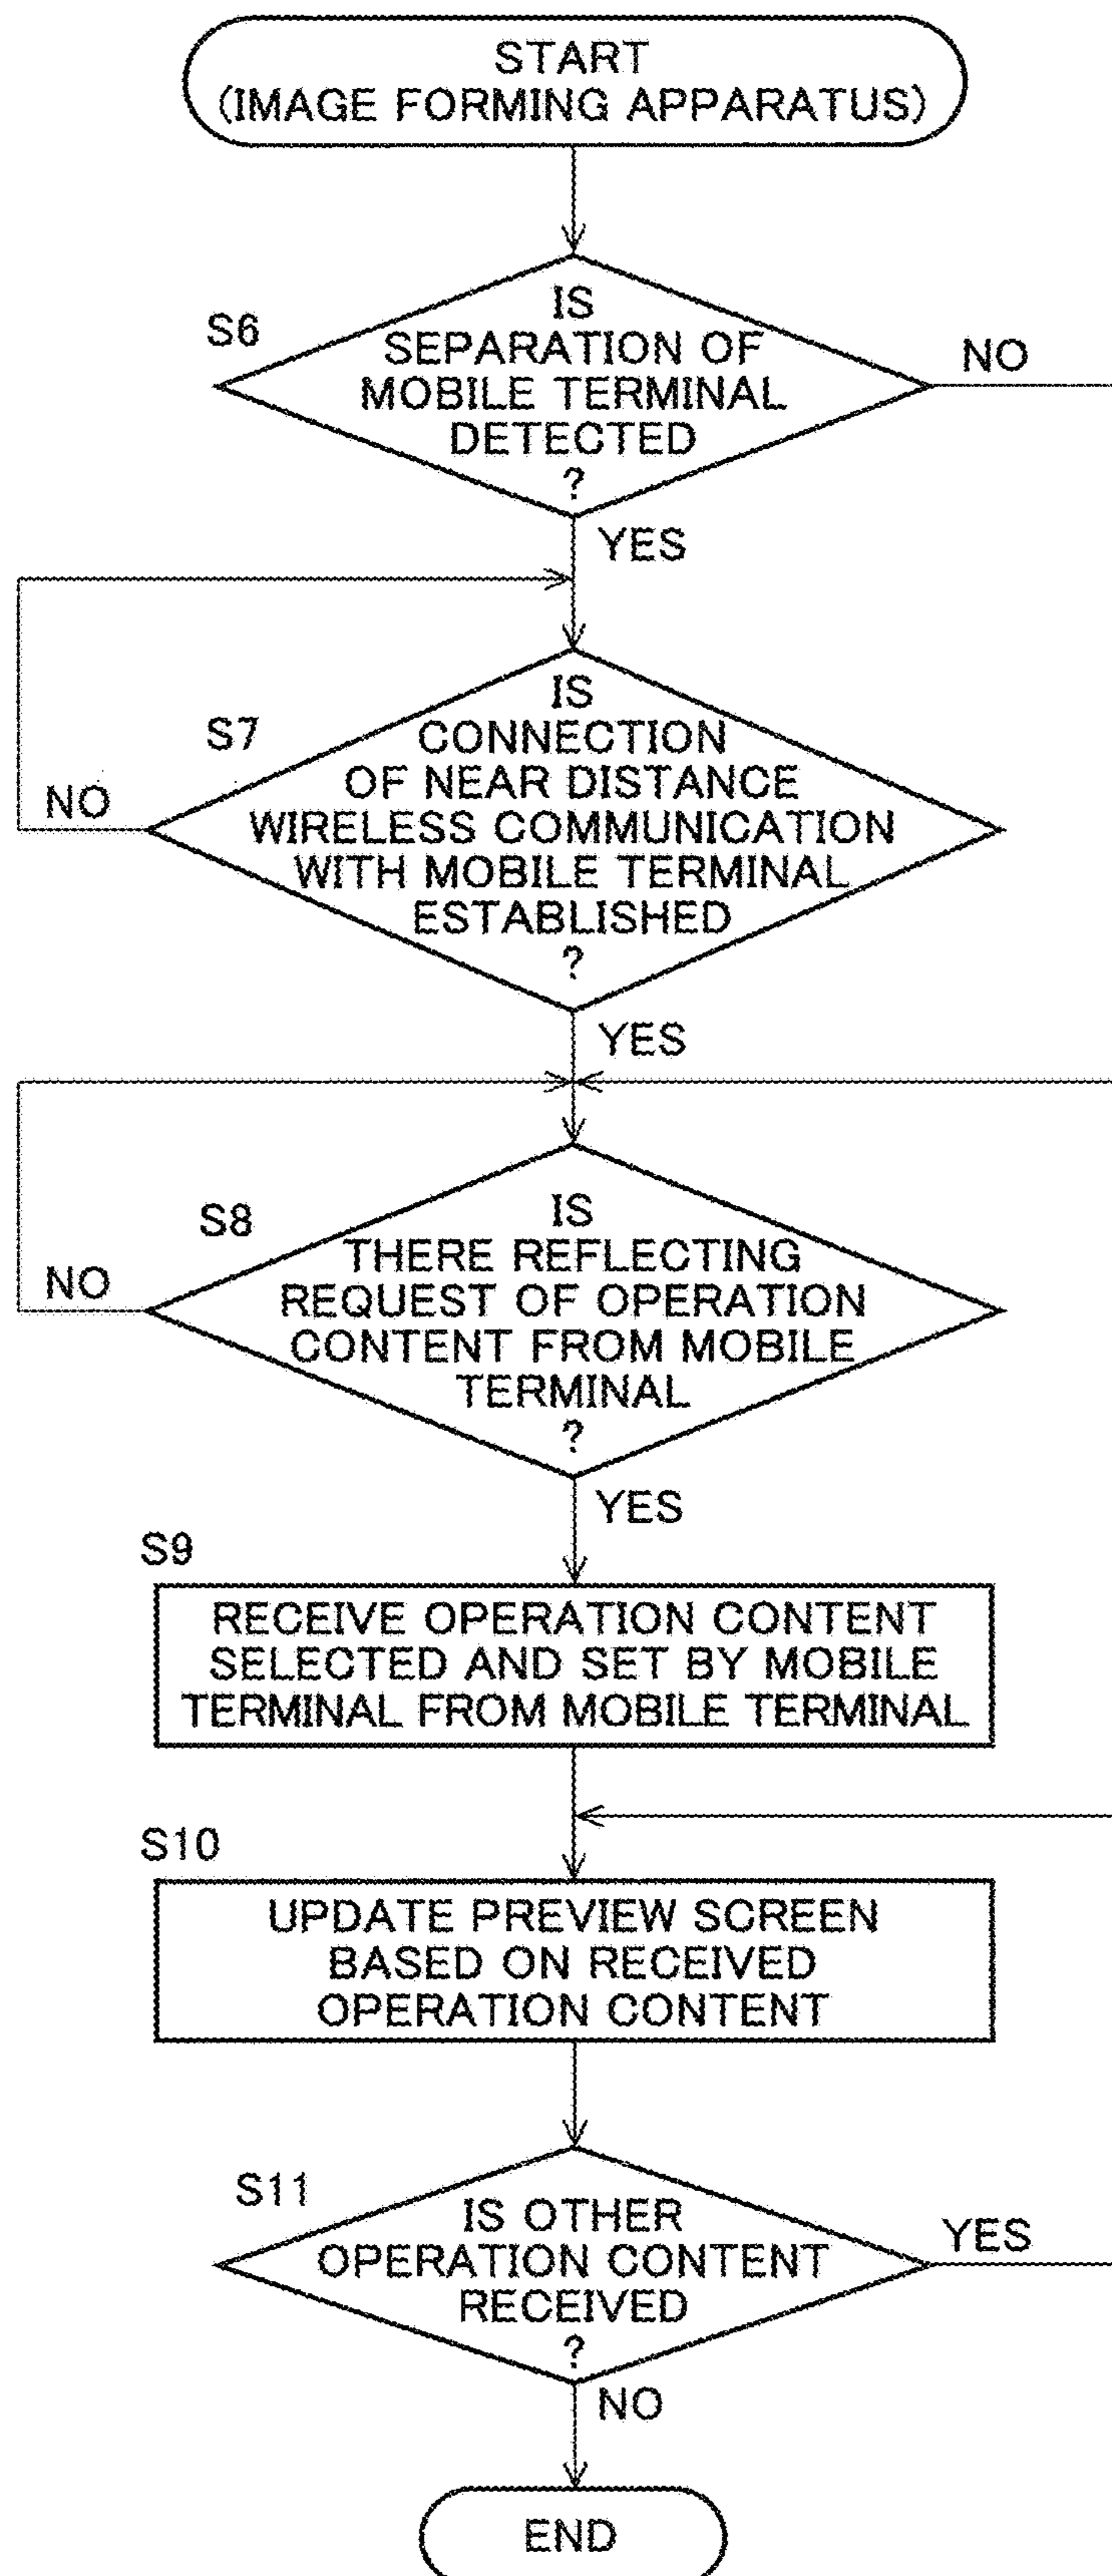 START
(IMAGE FORMING APPARATUS)
S6
IS
SEPARATION OF
MOBILE TERMINAL
DETECTED
?
NO
YES
S7
IS
CONNECTION
OF NEAR DISTANCE
WIRELESS COMMUNICATION
WITH MOBILE TERMINAL
ESTABLISHED
?
NO
YES
S8
IS
THERE REFLECTING
REQUEST OF OPERATION
CONTENT FROM MOBILE
TERMINAL
?
NO
YES
S9
RECEIVE OPERATION CONTENT
SELECTED AND SET BY MOBILE
TERMINAL FROM MOBILE TERMINAL
S10
UPDATE PREVIEW SCREEN
BASED ON RECEIVED
OPERATION CONTENT
S11
IS OTHER
OPERATION CONTENT
RECEIVED
?
YES
NO
END